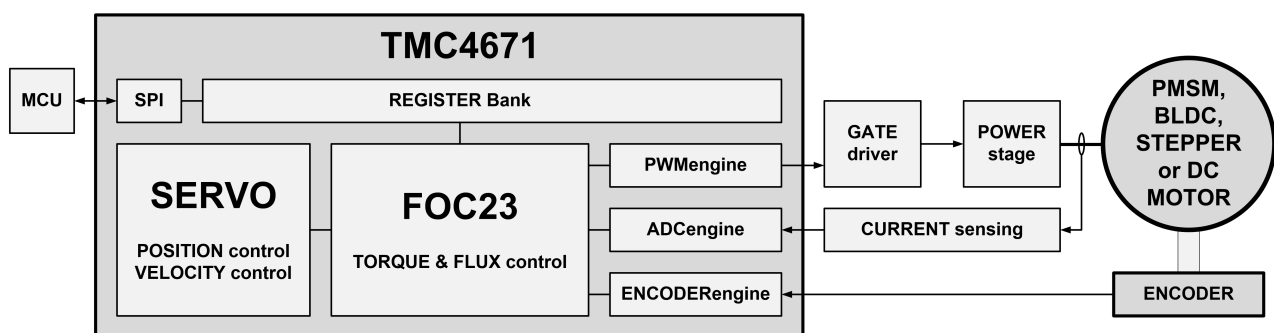 TMC4671
MCU
SPI
REGISTER Bank
SERVO
POSITION control
VELOCITY control
FOC23
TORQUE & FLUX control
PWMengine
ADCengine
ENCODERengine
GATE
driver
POWER
stage
CURRENT sensing
PMSM,
BLDC,
STEPPER
or DC
MOTOR
ENCODER